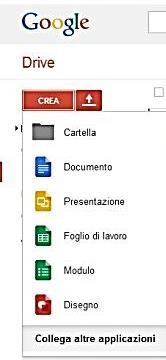 Google
Drive
CREA
Cartella
Documento
Presentazione
Foglio di lavoro
Modulo
Disegno
Collega altre applicazioni